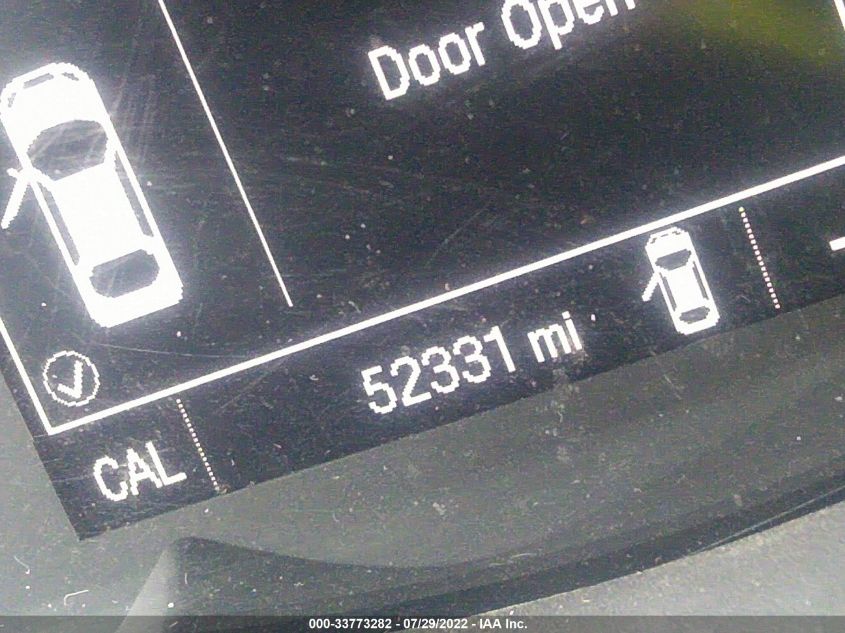 Door Open
52331 mi
CAL
000-33773282 - 07/29/2022 - IAA Inc.